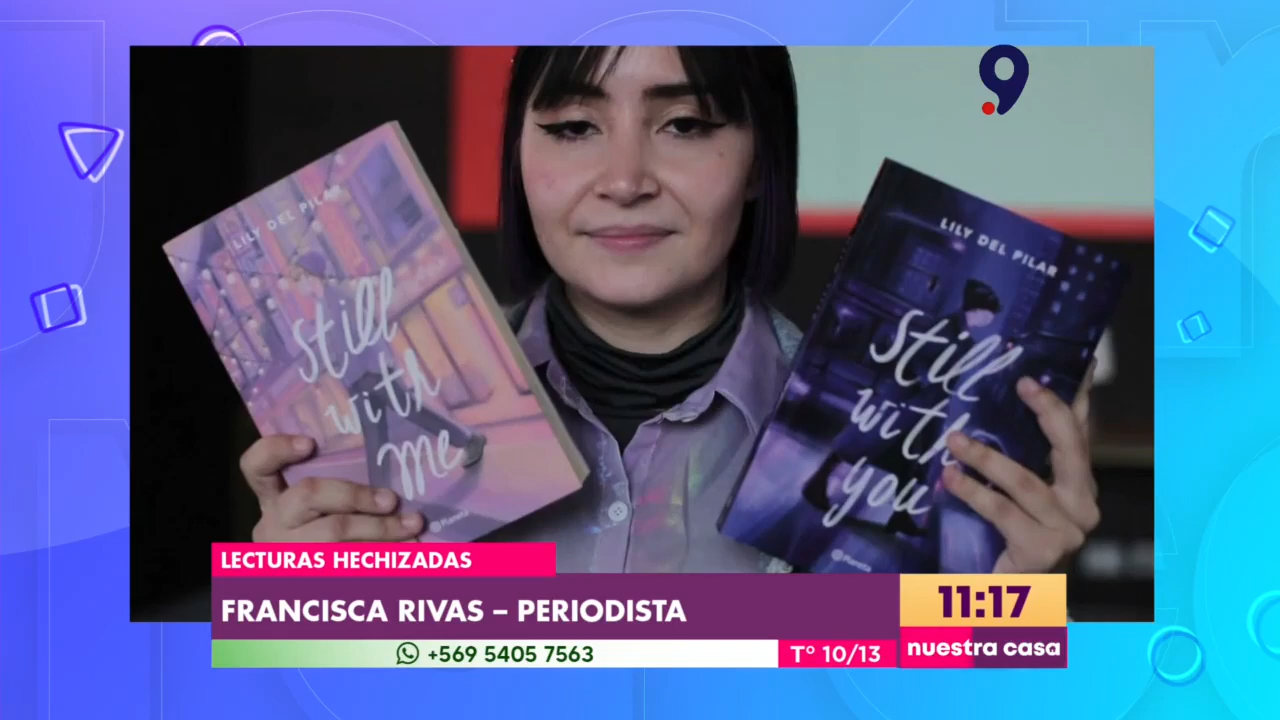 9
LILY DEL PILAR
Still
with
me
Planeta
LILY DEL PILAR
Still
with
you
Planeta
LECTURAS HECHIZADAS
FRANCISCA RIVAS – PERIODISTA
11:17
+569 5405 7563
T° 10/13
nuestra casa